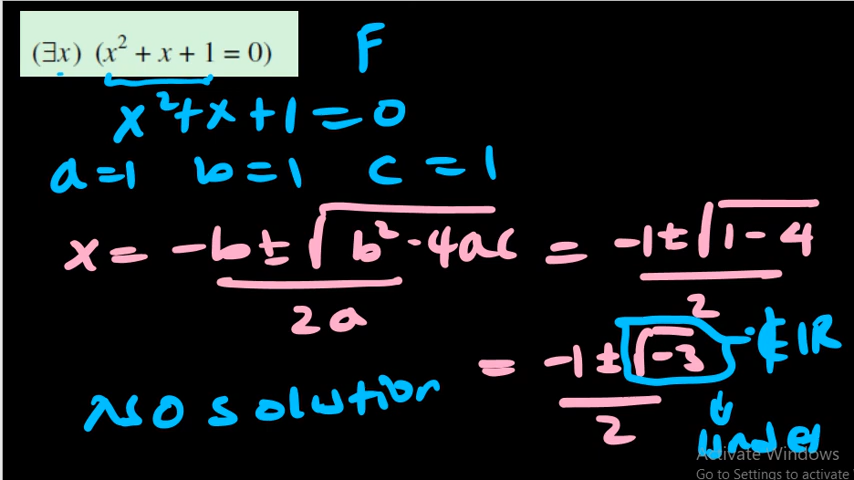 (∃x) (x² + x + 1 = 0) F
x²+x+1=0
a=1 b=1 c=1
x= -b±√b²-4ac / 2a = -1±√1-4 / 2
= -1±√-3 / 2 ∉ IR
NO solution
under
Activate Windows
Go to Settings to activate